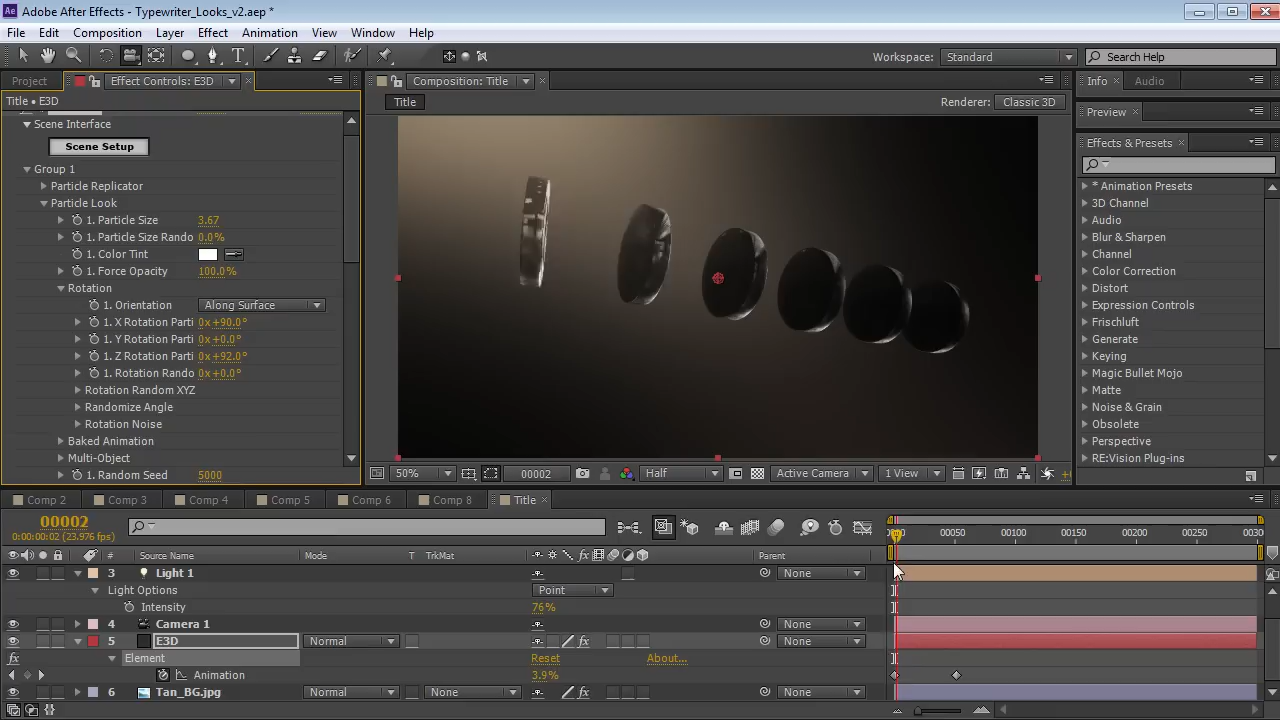 Adobe After Effects - Typewriter_Looks_v2.aep *
File Edit Composition Layer Effect Animation View Window Help
Workspace: Standard Search Help
Project Effect Controls: E3D Composition: Title Info Audio
Title • E3D Title Renderer: Classic 3D Preview
Scene Interface
Scene Setup
Group 1
Particle Replicator
Particle Look
1. Particle Size 3.67
1. Particle Size Rando 0.0%
1. Color Tint
1. Force Opacity 100.0%
Rotation
1. Orientation Along Surface
1. X Rotation Parti 0x+90.0°
1. Y Rotation Parti 0x+0.0°
1. Z Rotation Parti 0x+92.0°
1. Rotation Rando 0x+0.0°
Rotation Random XYZ
Randomize Angle
Rotation Noise
Baked Animation
Multi-Object
1. Random Seed 5000
Effects & Presets
* Animation Presets
3D Channel
Audio
Blur & Sharpen
Channel
Color Correction
Distort
Expression Controls
Frischluft
Generate
Keying
Magic Bullet Mojo
Matte
Noise & Grain
Obsolete
Perspective
RE:Vision Plug-ins
50% 00002 Half Active Camera 1 View
Comp 2 Comp 3 Comp 4 Comp 5 Comp 6 Comp 8 Title
00002
0:00:00:02 (23.976 fps)
00050 00100 00150 00200 00250
# Source Name Mode T TrkMat Parent
3 Light 1 None
Light Options Point
Intensity 76%
4 Camera 1 None
5 E3D Normal None
Element Reset About...
Animation 3.9%
6 Tan_BG.jpg Normal None None